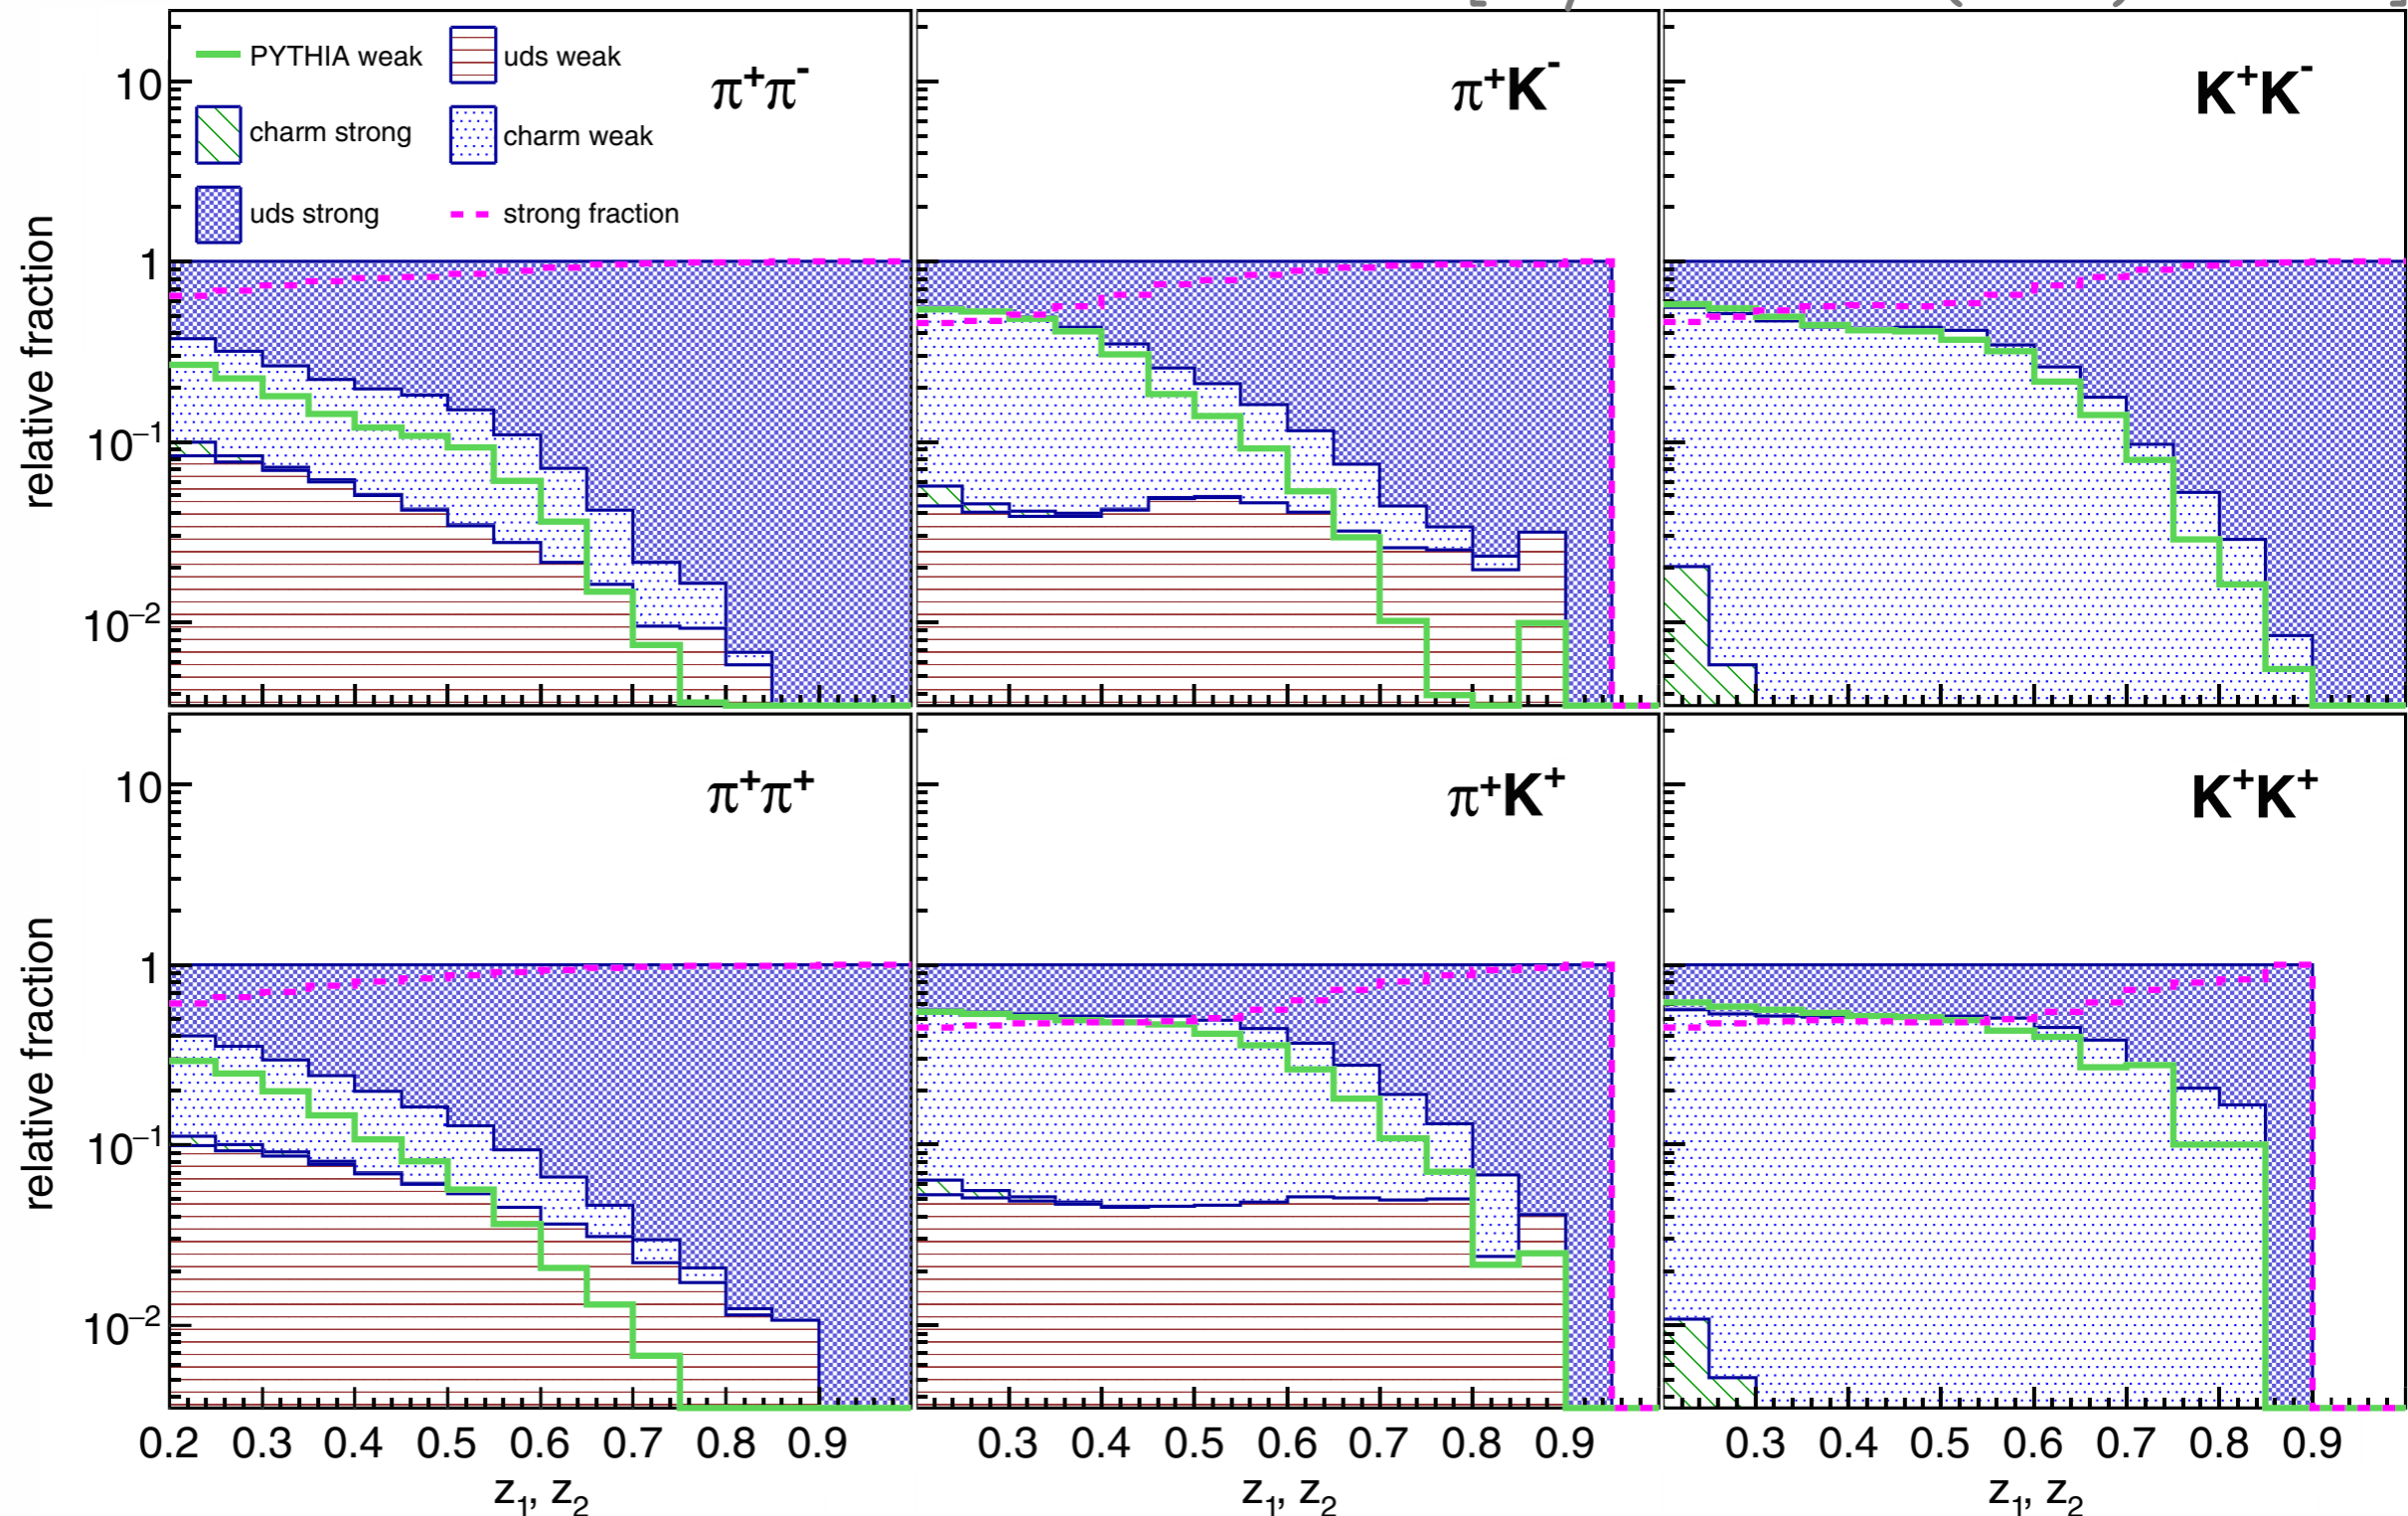 PYTHIA weak
uds weak
charm strong
charm weak
uds strong
strong fraction
π⁺π⁻
π⁺K⁻
K⁺K⁻
10
1
10⁻¹
10⁻²
relative fraction
π⁺π⁺
π⁺K⁺
K⁺K⁺
10
1
10⁻¹
10⁻²
relative fraction
0.2 0.3 0.4 0.5 0.6 0.7 0.8 0.9
0.3 0.4 0.5 0.6 0.7 0.8 0.9
0.3 0.4 0.5 0.6 0.7 0.8 0.9
z₁, z₂
z₁, z₂
z₁, z₂